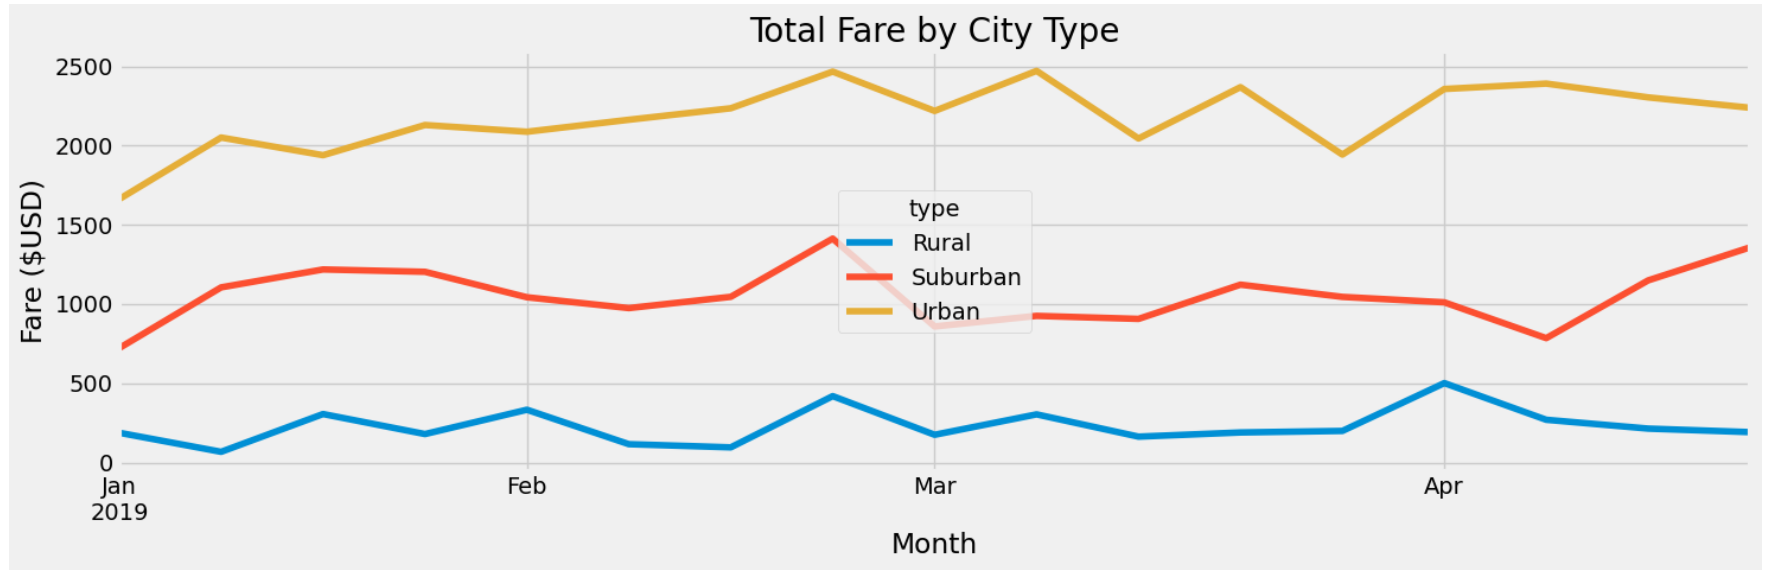 Total Fare by City Type
Fare ($USD)
2500
2000
1500
1000
500
0
type
Rural
Suburban
Urban
Jan Feb Mar Apr
2019
Month